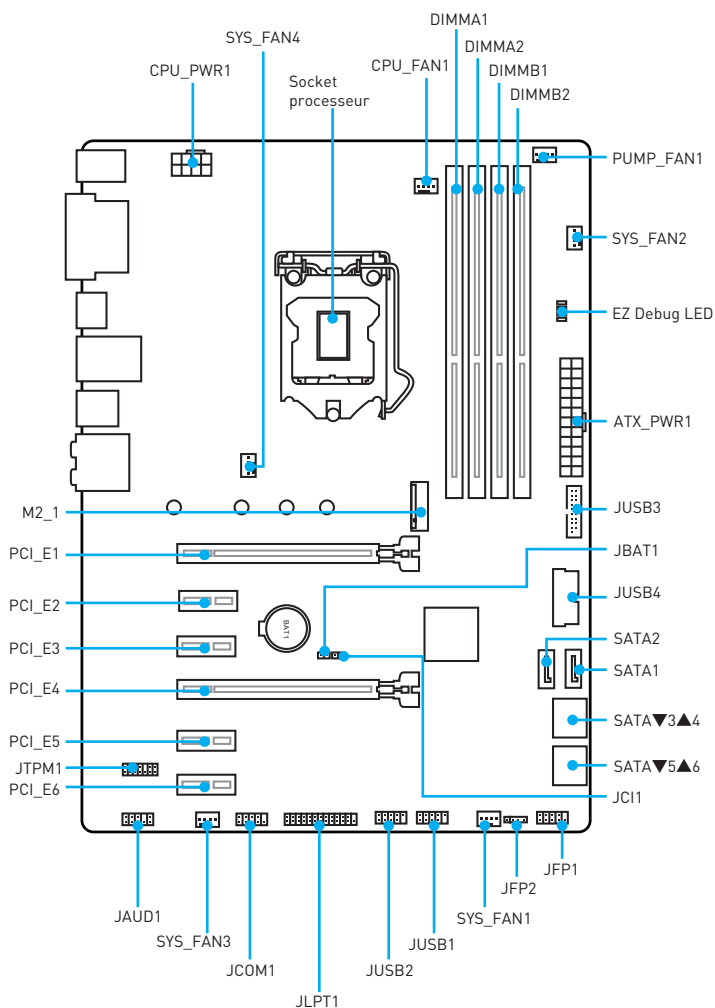 DIMMA1
SYS_FAN4
DIMMA2
CPU_PWR1
CPU_FAN1
DIMMB1
Socket
processeur
DIMMB2
PUMP_FAN1
SYS_FAN2
EZ Debug LED
ATX_PWR1
M2_1
JUSB3
PCI_E1
JBAT1
PCI_E2
JUSB4
BAT1
PCI_E3
SATA2
SATA1
PCI_E4
SATA▼3▲4
PCI_E5
SATA▼5▲6
JTPM1
PCI_E6
JCI1
JFP1
JFP2
JAUD1
SYS_FAN1
SYS_FAN3
JUSB1
JCOM1
JUSB2
JLPT1